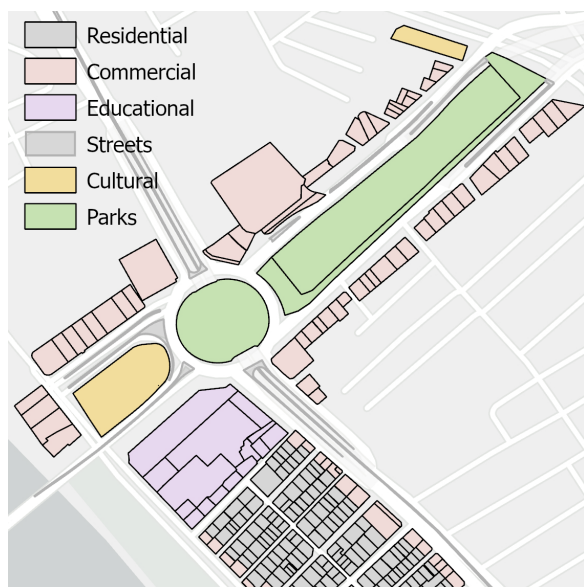 Residential
Commercial
Educational
Streets
Cultural
Parks